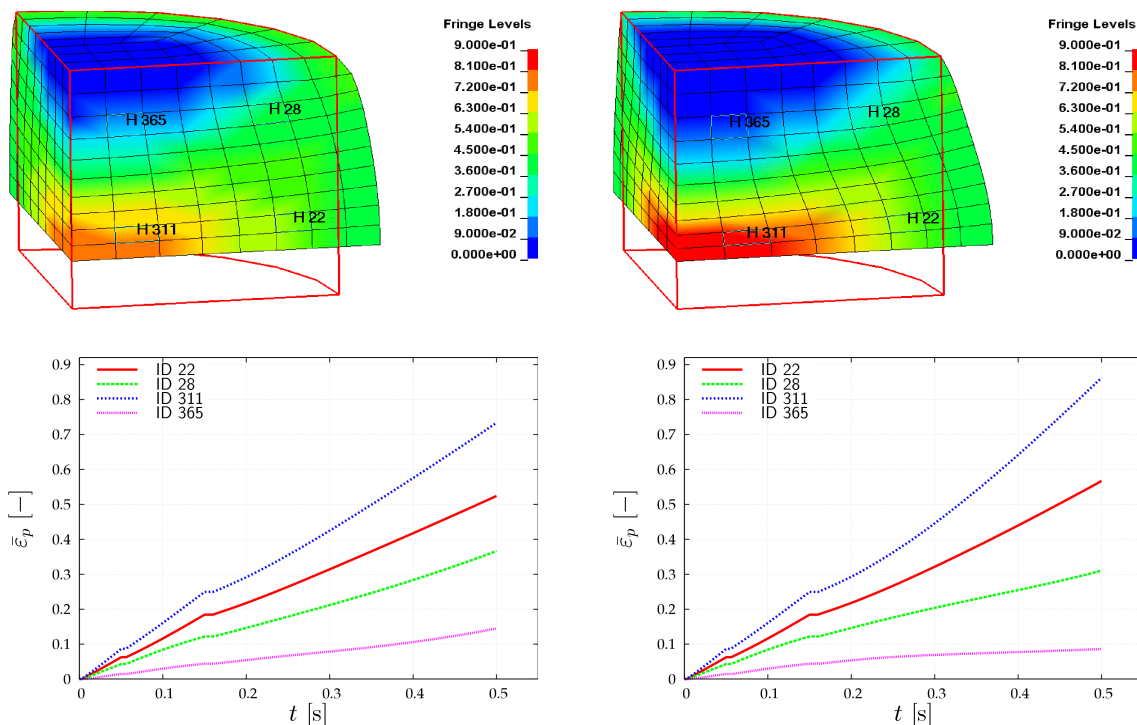 Fringe Levels
9.000e-01
8.100e-01
7.200e-01
6.300e-01
5.400e-01
4.500e-01
3.600e-01
2.700e-01
1.800e-01
9.000e-02
0.000e+00
H 365
H 28
H 22
H 311
Fringe Levels
9.000e-01
8.100e-01
7.200e-01
6.300e-01
5.400e-01
4.500e-01
3.600e-01
2.700e-01
1.800e-01
9.000e-02
0.000e+00
H 365
H 28
H 22
H 311
ID 22
ID 28
ID 311
ID 365
0.9
0.8
0.7
0.6
0.5
0.4
0.3
0.2
0.1
0
0 0.1 0.2 0.3 0.4 0.5
ε̄p [−]
t [s]
ID 22
ID 28
ID 311
ID 365
0.9
0.8
0.7
0.6
0.5
0.4
0.3
0.2
0.1
0
0 0.1 0.2 0.3 0.4 0.5
ε̄p [−]
t [s]